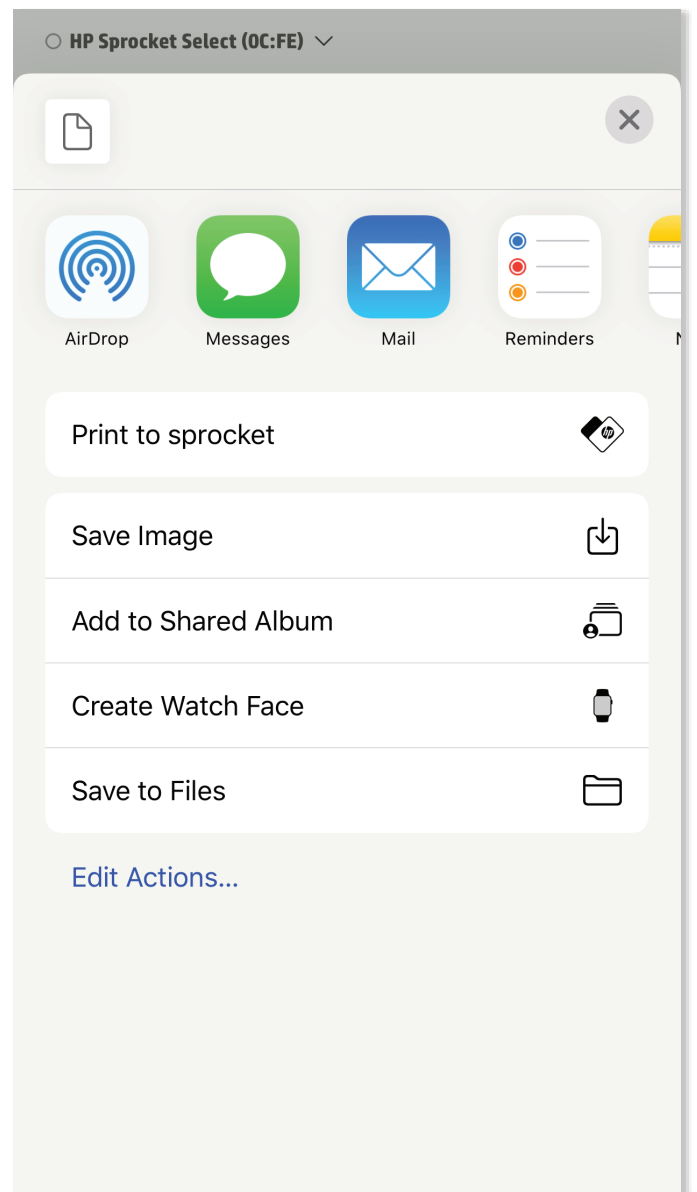 HP Sprocket Select (0C:FE)
AirDrop
Messages
Mail
Reminders
Print to sprocket
hp
Save Image
Add to Shared Album
Create Watch Face
Save to Files
Edit Actions...